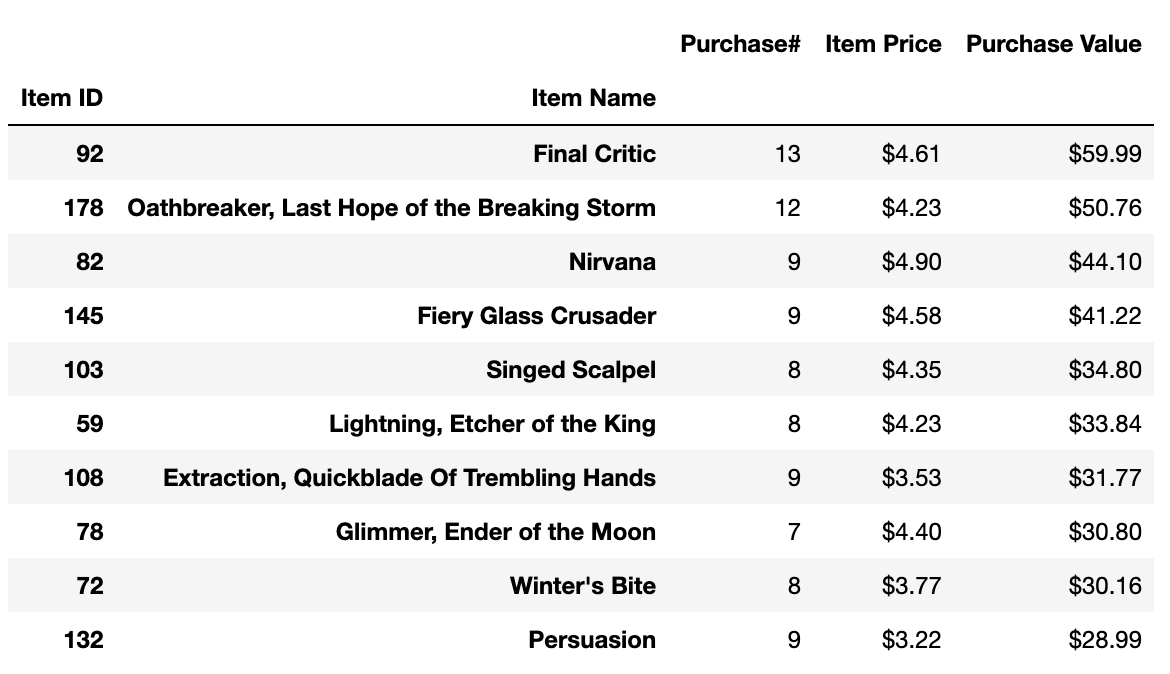 Purchase# Item Price Purchase Value
Item ID Item Name
92 Final Critic 13 $4.61 $59.99
178 Oathbreaker, Last Hope of the Breaking Storm 12 $4.23 $50.76
82 Nirvana 9 $4.90 $44.10
145 Fiery Glass Crusader 9 $4.58 $41.22
103 Singed Scalpel 8 $4.35 $34.80
59 Lightning, Etcher of the King 8 $4.23 $33.84
108 Extraction, Quickblade Of Trembling Hands 9 $3.53 $31.77
78 Glimmer, Ender of the Moon 7 $4.40 $30.80
72 Winter's Bite 8 $3.77 $30.16
132 Persuasion 9 $3.22 $28.99